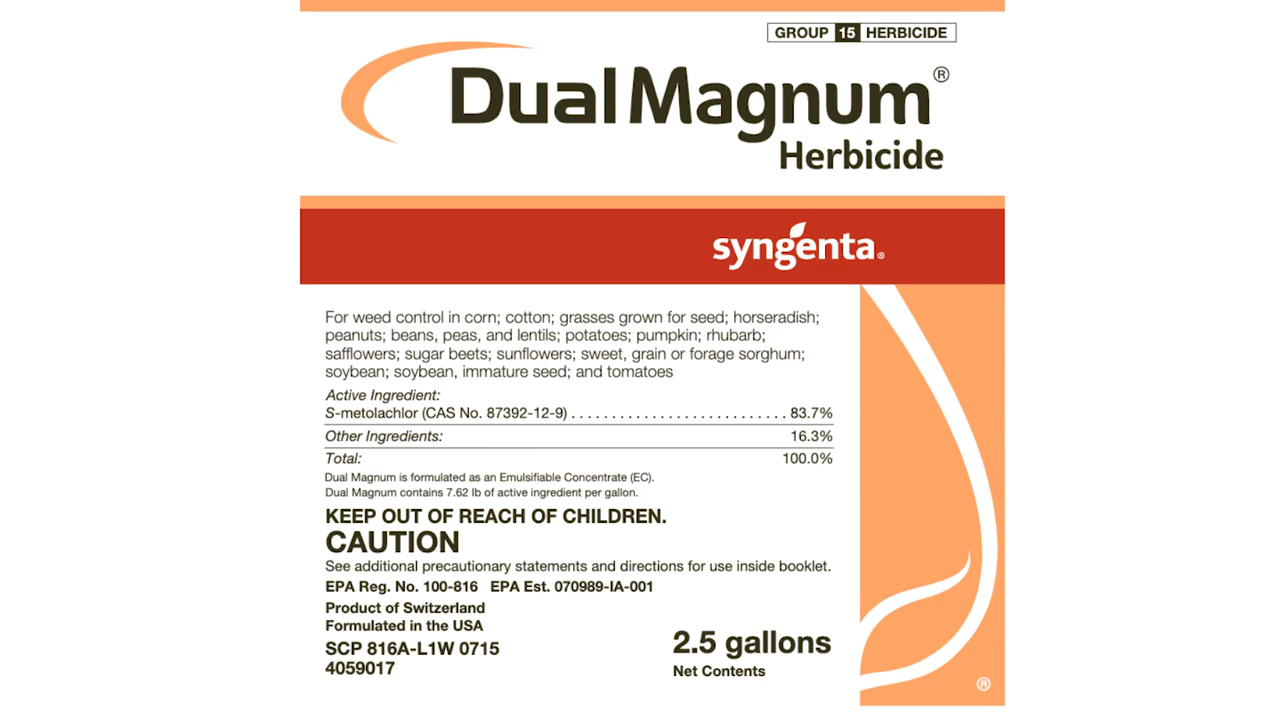 GROUP 15 HERBICIDE
Dual Magnum®
Herbicide
syngenta®
For weed control in corn; cotton; grasses grown for seed; horseradish;
peanuts; beans, peas, and lentils; potatoes; pumpkin; rhubarb;
safflowers; sugar beets; sunflowers; sweet, grain or forage sorghum;
soybean; soybean, immature seed; and tomatoes
Active Ingredient:
S-metolachlor (CAS No. 87392-12-9) . . . . . . . . . . . . . . . . . . . . . . . . . . . 83.7%
Other Ingredients: 16.3%
Total: 100.0%
Dual Magnum is formulated as an Emulsifiable Concentrate (EC).
Dual Magnum contains 7.62 lb of active ingredient per gallon.
KEEP OUT OF REACH OF CHILDREN.
CAUTION
See additional precautionary statements and directions for use inside booklet.
EPA Reg. No. 100-816 EPA Est. 070989-IA-001
Product of Switzerland
Formulated in the USA
SCP 816A-L1W 0715
4059017
2.5 gallons
Net Contents
®